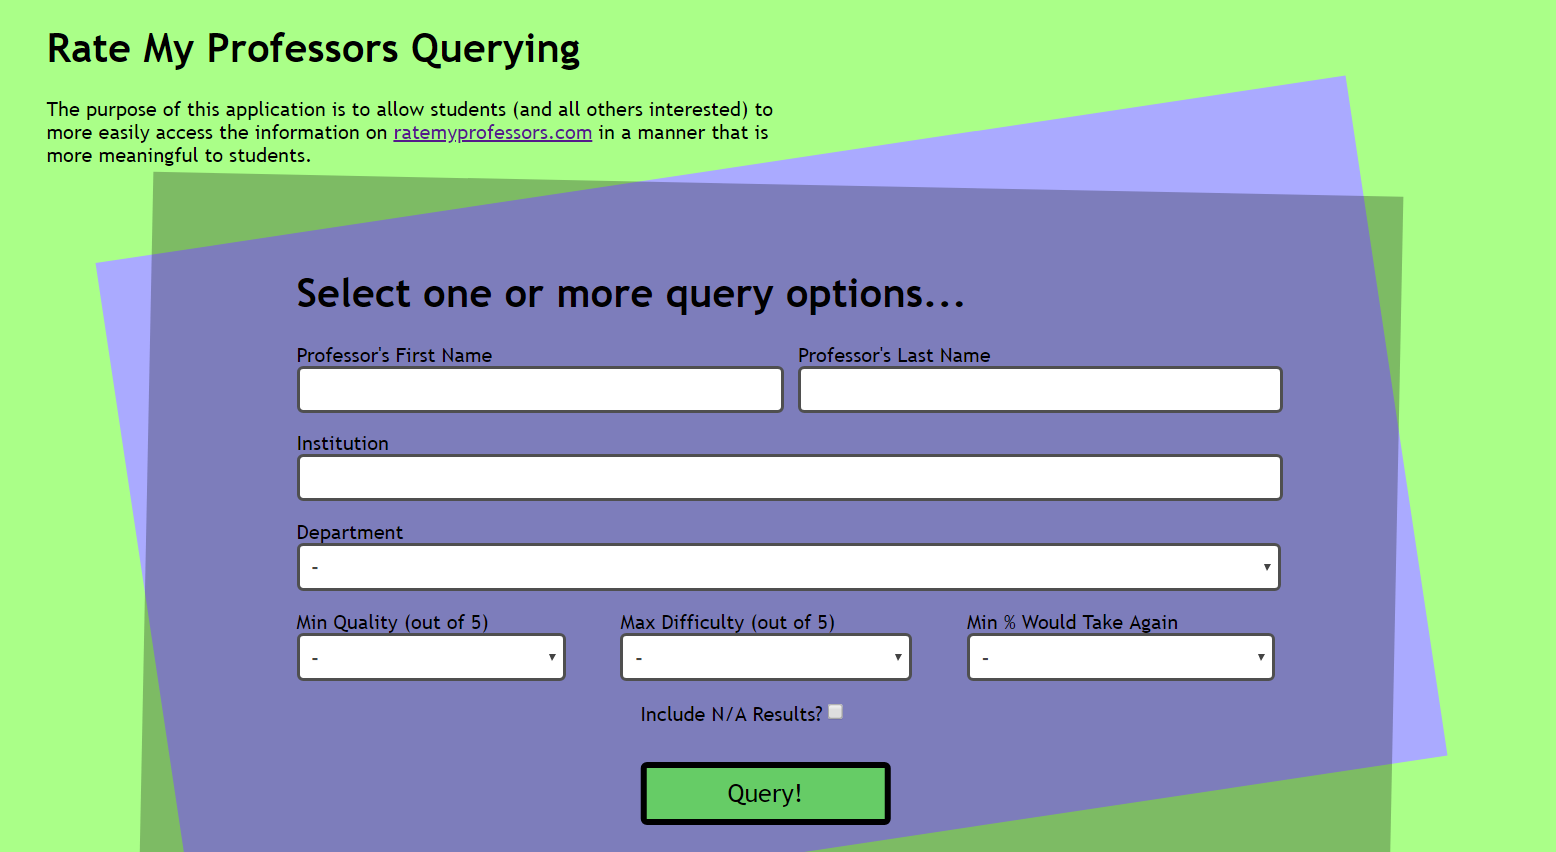 Rate My Professors Querying
The purpose of this application is to allow students (and all others interested) to
more easily access the information on ratemyprofessors.com in a manner that is
more meaningful to students.
Select one or more query options...
Professor's First Name
Professor's Last Name
Institution
Department
-
Min Quality (out of 5)
Max Difficulty (out of 5)
Min % Would Take Again
-
-
-
Include N/A Results?
Query!